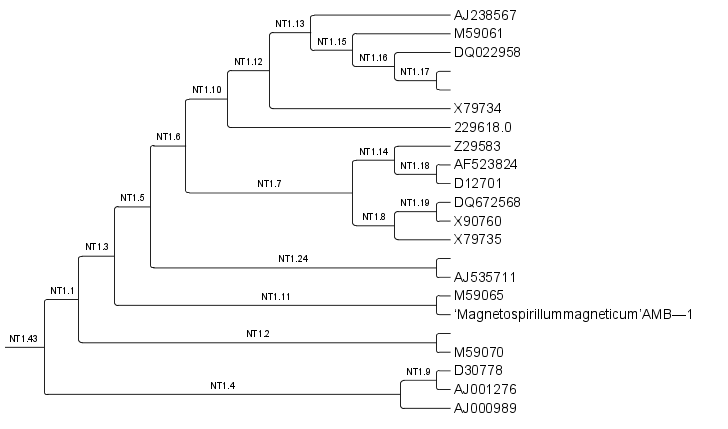 AJ238567
NT1.13
M59061
NT1.15
DQ022958
NT1.16
NT1.12
NT1.17
NT1.10
X79734
229618.0
NT1.6
Z29583
NT1.14
AF523824
NT1.18
D12701
NT1.7
NT1.5
DQ672568
NT1.19
X90760
NT1.8
X79735
NT1.3
NT1.24
AJ535711
NT1.1
M59065
NT1.11
'Magnetospirillummagneticum'AMB—1
NT1.2
NT1.43
M59070
D30778
NT1.9
NT1.4
AJ001276
AJ000989